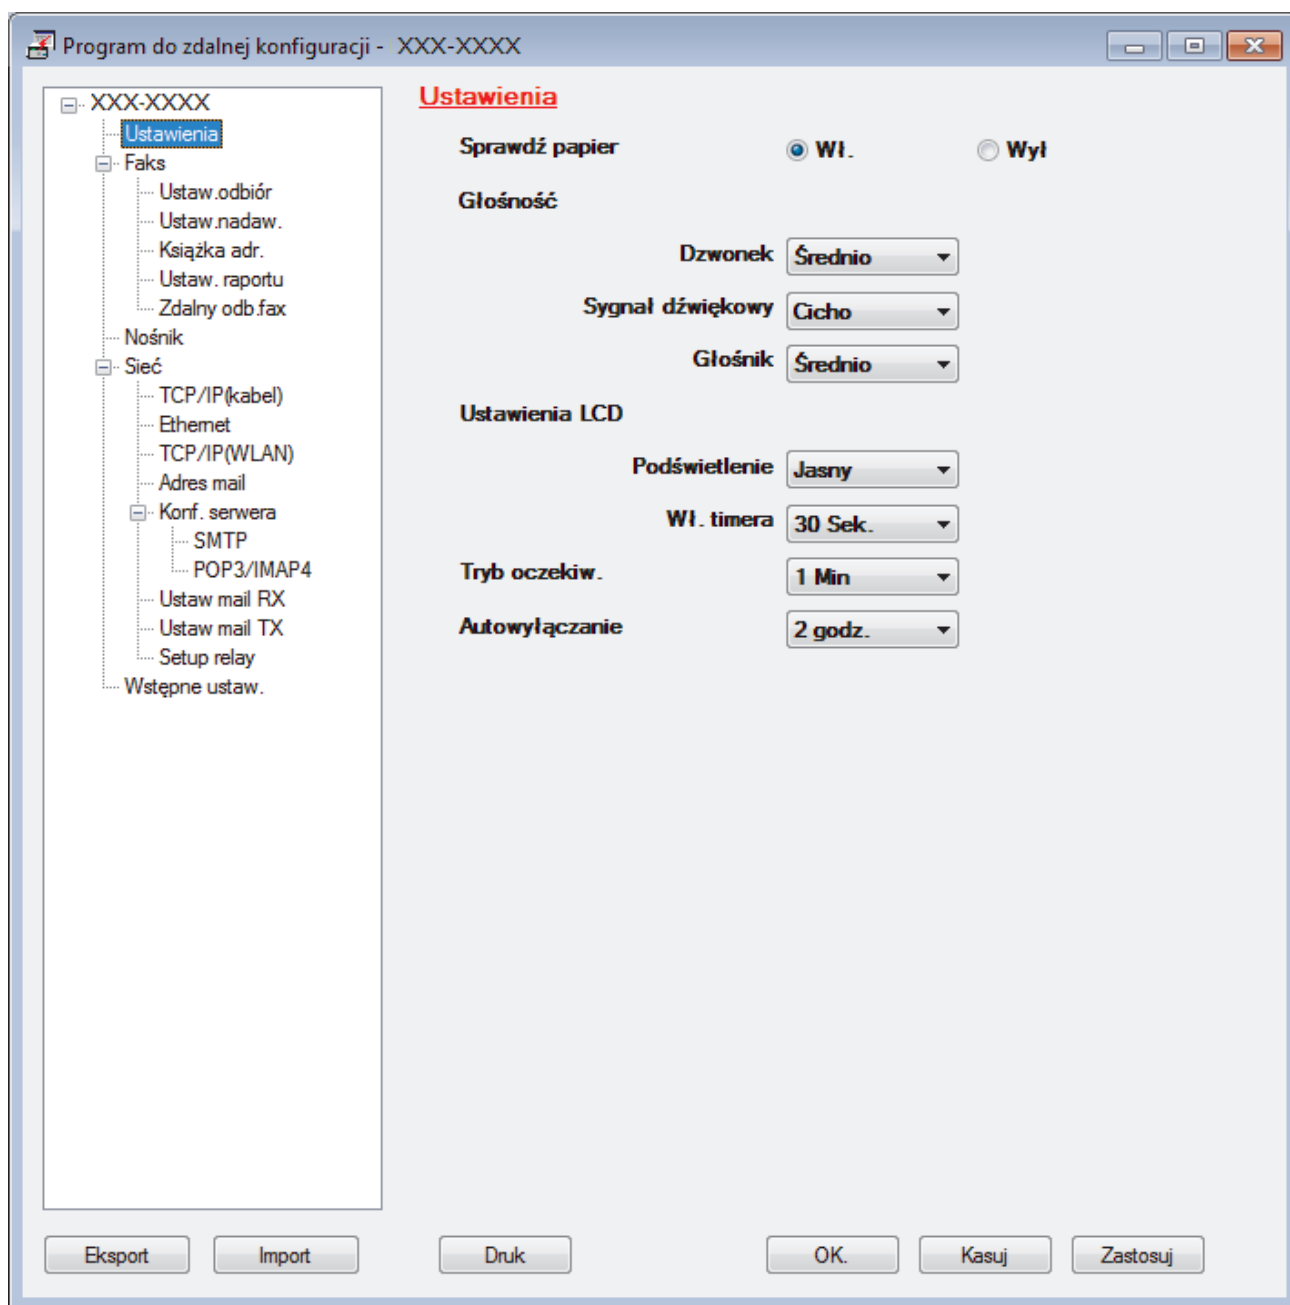 Program do zdalnej konfiguracji - XXX-XXXX
XXX-XXXX
Ustawienia
Faks
Ustaw.odbiór
Ustaw.nadaw.
Książka adr.
Ustaw. raportu
Zdalny odb.fax
Nośnik
Sieć
TCP/IP(kabel)
Ethernet
TCP/IP(WLAN)
Adres mail
Konf. serwera
SMTP
POP3/IMAP4
Ustaw mail RX
Ustaw mail TX
Setup relay
Wstępne ustaw.
Ustawienia
Sprawdź papier Wł. Wył
Głośność
Dzwonek Średnio
Sygnał dźwiękowy Cicho
Głośnik Średnio
Ustawienia LCD
Podświetlenie Jasny
Wł. timera 30 Sek.
Tryb oczekiw. 1 Min
Autowyłączanie 2 godz.
Eksport Import Druk OK. Kasuj Zastosuj